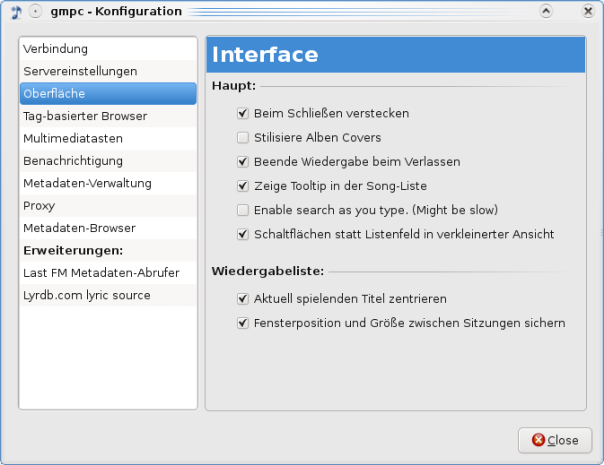 gmpc - Konfiguration
Verbindung
Servereinstellungen
Oberfläche
Tag-basierter Browser
Multimediatasten
Benachrichtigung
Metadaten-Verwaltung
Proxy
Metadaten-Browser
Erweiterungen:
Last FM Metadaten-Abrufer
Lyrdb.com lyric source
Interface
Haupt:
Beim Schließen verstecken
Stilisiere Alben Covers
Beende Wiedergabe beim Verlassen
Zeige Tooltip in der Song-Liste
Enable search as you type. (Might be slow)
Schaltflächen statt Listenfeld in verkleinerter Ansicht
Wiedergabeliste:
Aktuell spielenden Titel zentrieren
Fensterposition und Größe zwischen Sitzungen sichern
Close